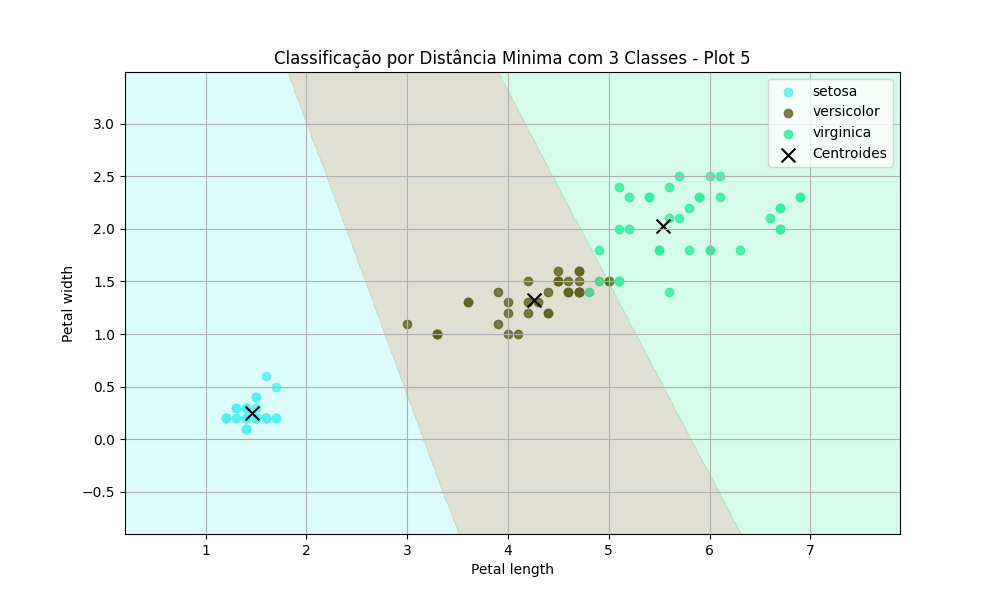 Classificação por Distância Minima com 3 Classes - Plot 5
setosa
versicolor
virginica
Centroides
Petal width
3.0
2.5
2.0
1.5
1.0
0.5
0.0
−0.5
1 2 3 4 5 6 7
Petal length